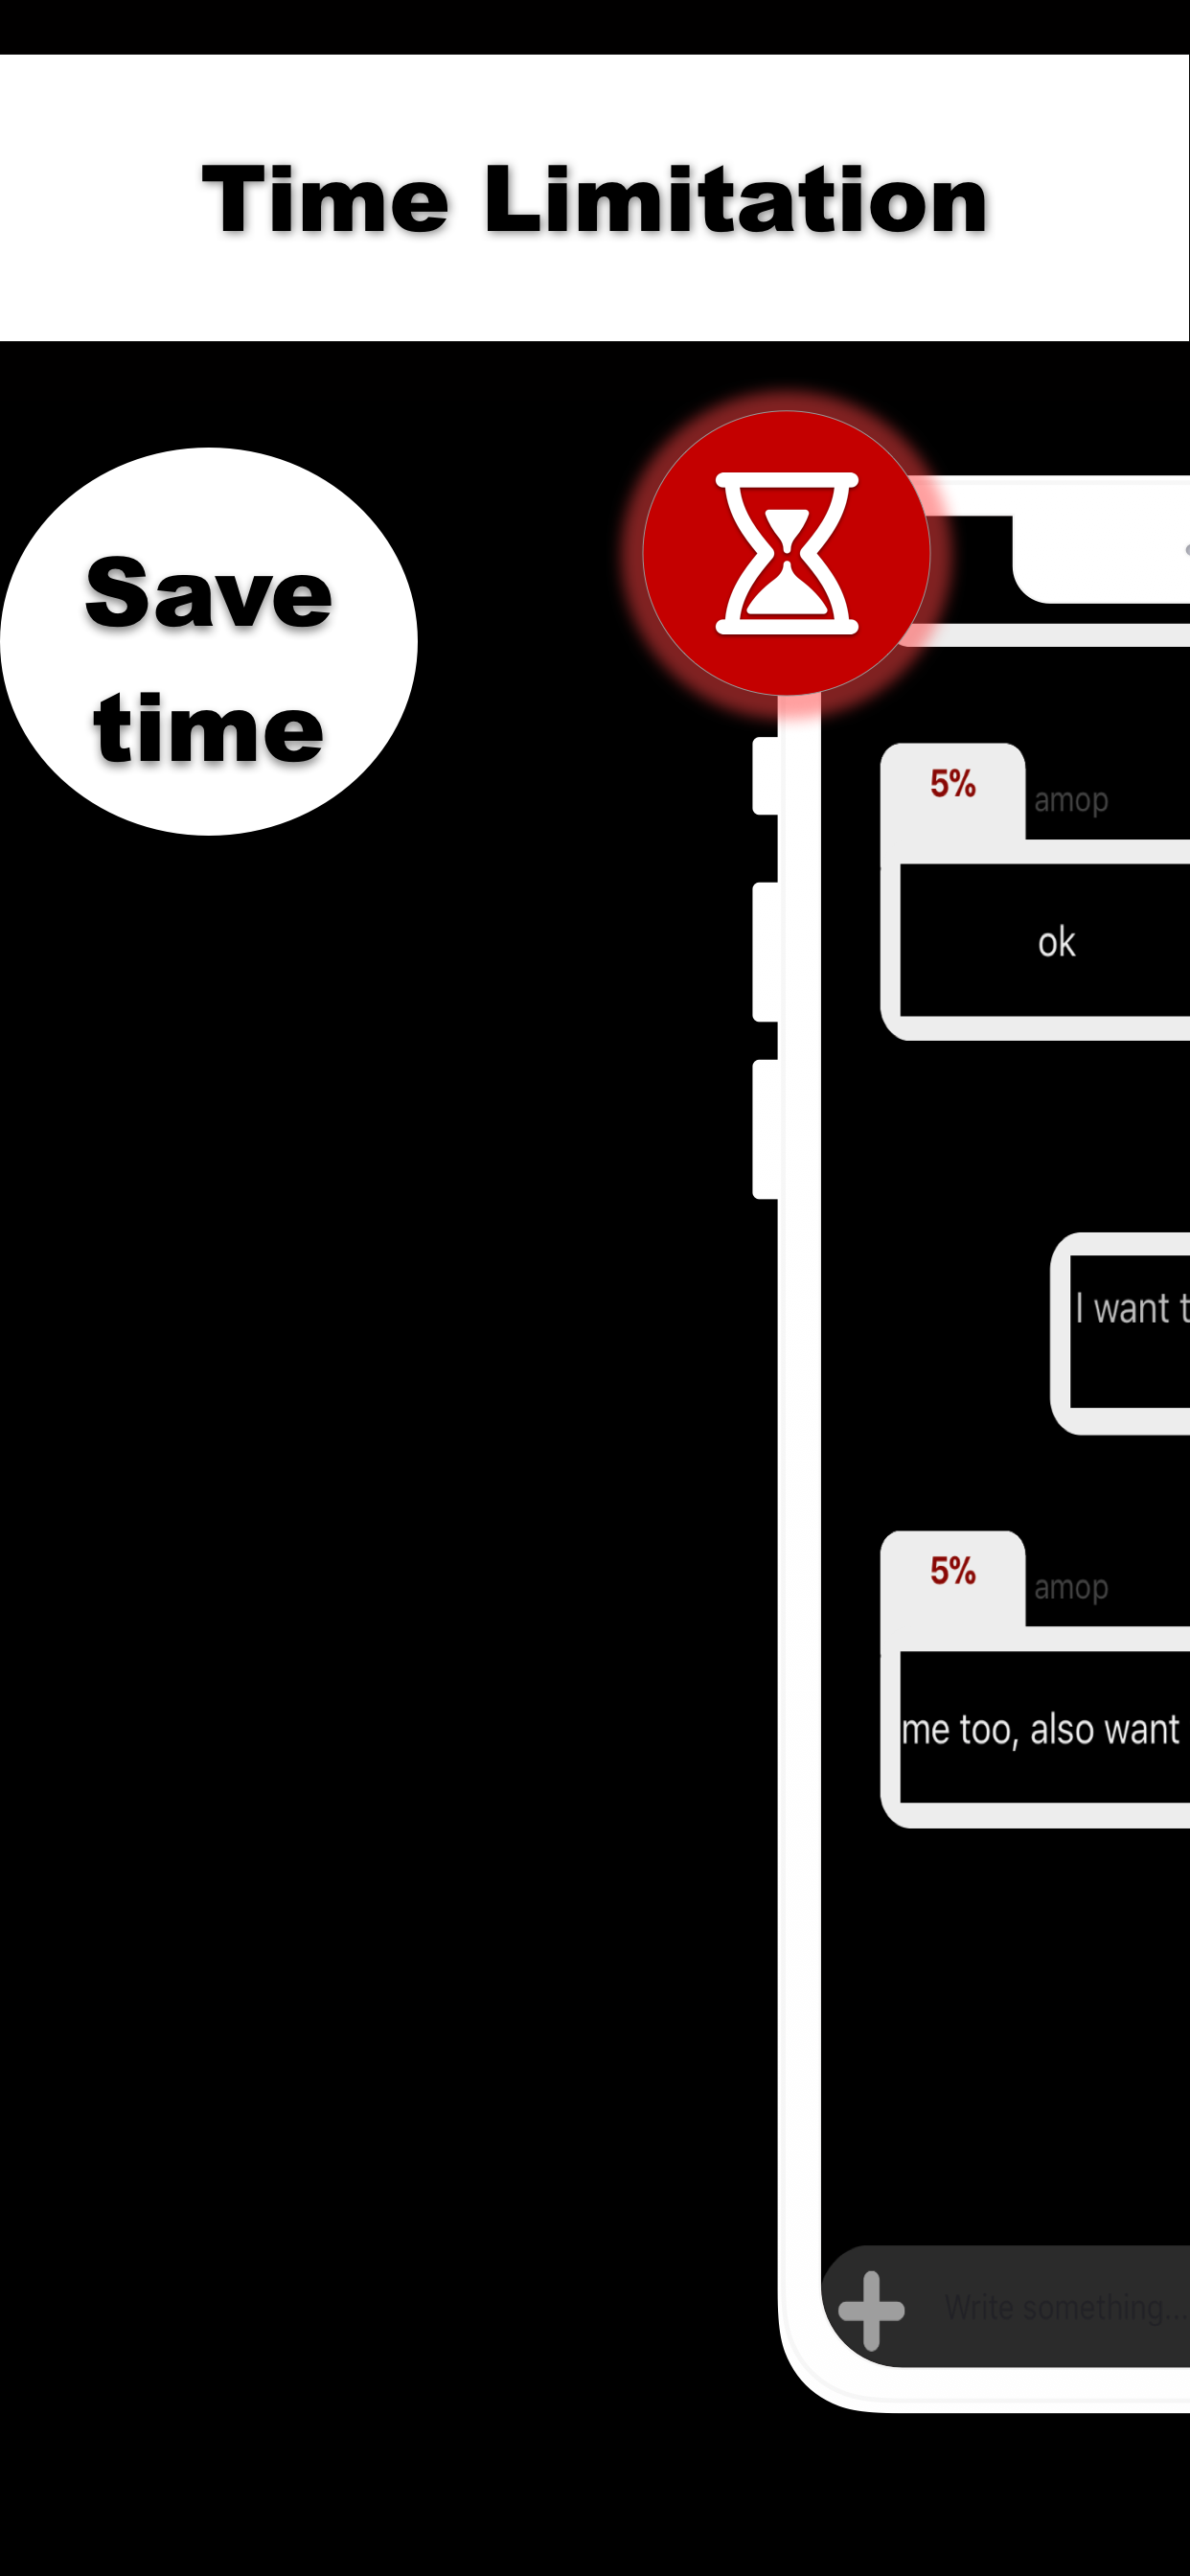 Time Limitation
Save
time
5%
amop
ok
I want t
5%
amop
me too, also want
Write something...